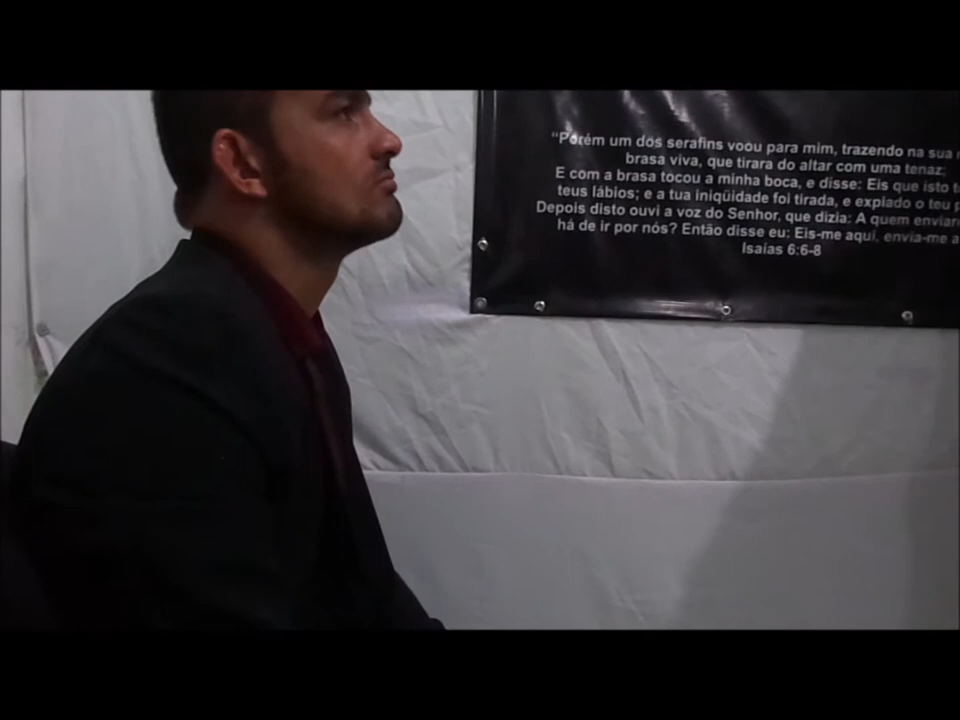 "Porém um dos serafins voou para mim, trazendo na sua
brasa viva, que tirara do altar com uma tenaz;
E com a brasa tocou a minha boca, e disse: Eis que isto
teus lábios; e a tua iniqüidade foi tirada, e expiado o teu
Depois disto ouvi a voz do Senhor, que dizia: A quem
há de ir por nós? Então disse eu: Eis-me aqui, envia-me a
Isaías 6:6-8